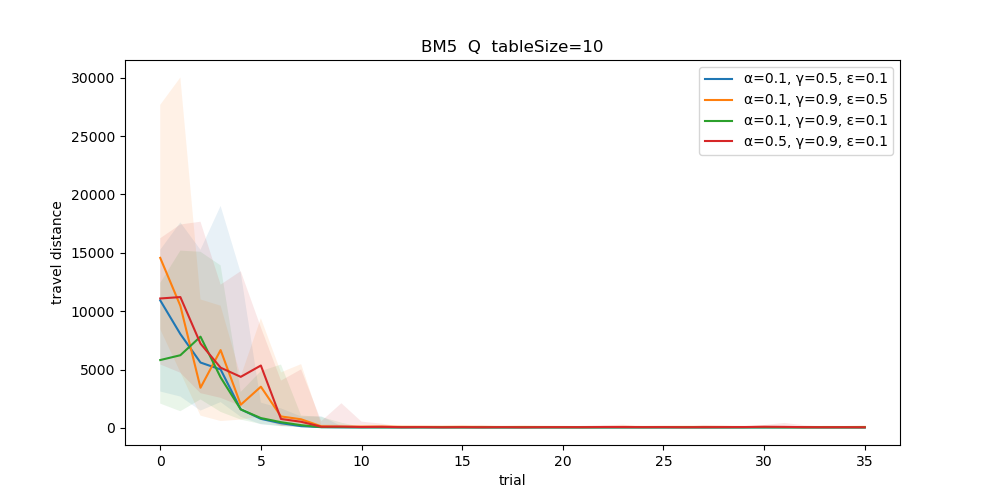 BM5 Q tableSize=10
α=0.1, γ=0.5, ε=0.1
α=0.1, γ=0.9, ε=0.5
α=0.1, γ=0.9, ε=0.1
α=0.5, γ=0.9, ε=0.1
travel distance
30000
25000
20000
15000
10000
5000
0
0 5 10 15 20 25 30 35
trial